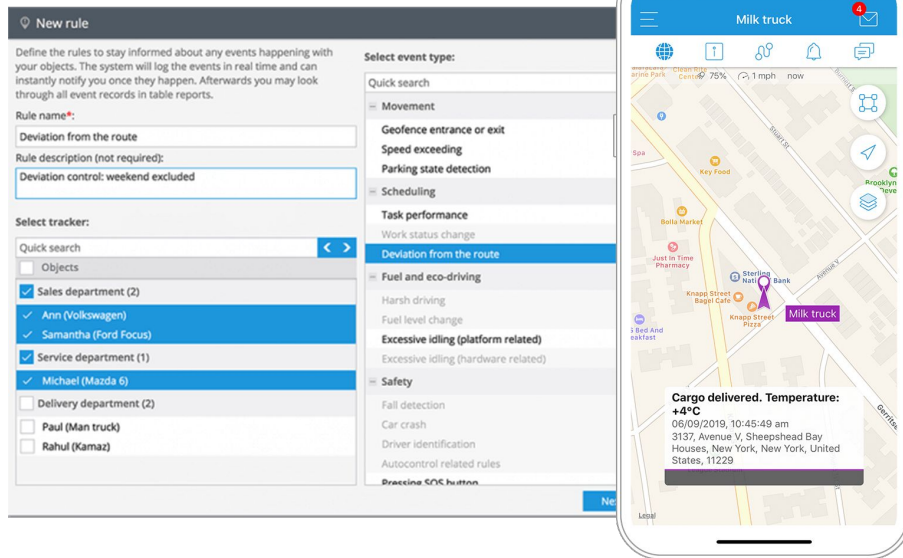 New rule
Define the rules to stay informed about any events happening with
your objects. The system will log the events in real time and can
instantly notify you once they happen. Afterwards you may look
through all event records in table reports.
Rule name*:
Deviation from the route
Rule description (not required):
Deviation control: weekend excluded
Select tracker:
Quick search
Objects
Sales department (2)
Ann (Volkswagen)
Samantha (Ford Focus)
Service department (1)
Michael (Mazda 6)
Delivery department (2)
Paul (Man truck)
Rahul (Kamaz)
Select event type:
Quick search
Movement
Geofence entrance or exit
Speed exceeding
Parking state detection
Scheduling
Task performance
Work status change
Deviation from the route
Fuel and eco-driving
Harsh driving
Fuel level change
Excessive idling (platform related)
Excessive idling (hardware related)
Safety
Fall detection
Car crash
Driver identification
Autocontrol related rules
Pressing SOS button
Ne
Milk truck
4
75%
1 mph
now
Stuart St
Spa
Key Food
Brooklyn
Bolla Market
Just In Time
Pharmacy
Avenue V
Sterling
Bank
Knapp Street
Bagel Cafe
Knapp Street
Pizza
Milk truck
Bed And
eakfast
Cargo delivered. Temperature:
+4°C
06/09/2019, 10:45:49 am
3137, Avenue V, Sheepshead Bay
Houses, New York, New York, United
States, 11229
Legal